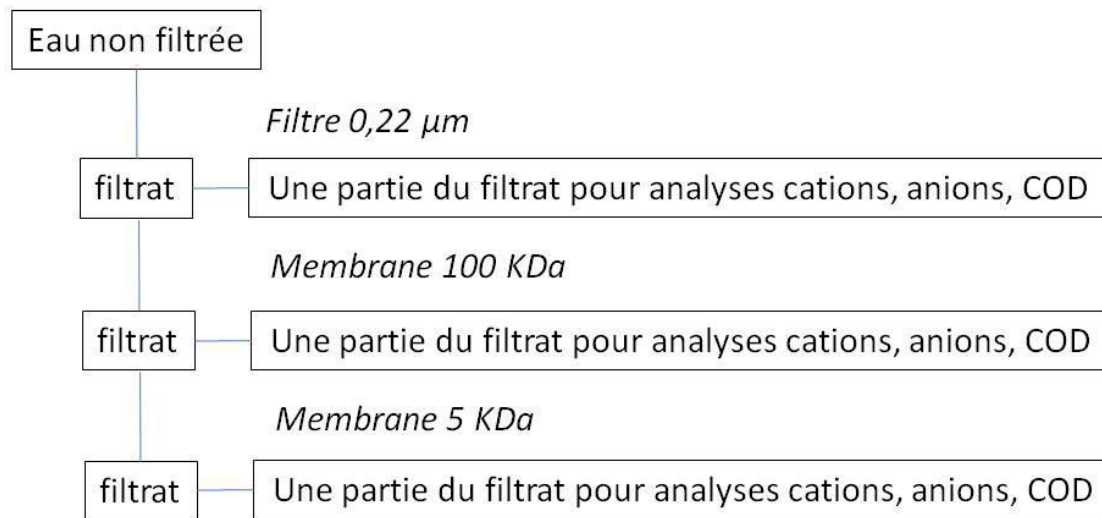 Eau non filtrée
Filtre 0,22 µm
filtrat
Une partie du filtrat pour analyses cations, anions, COD
Membrane 100 KDa
filtrat
Une partie du filtrat pour analyses cations, anions, COD
Membrane 5 KDa
filtrat
Une partie du filtrat pour analyses cations, anions, COD